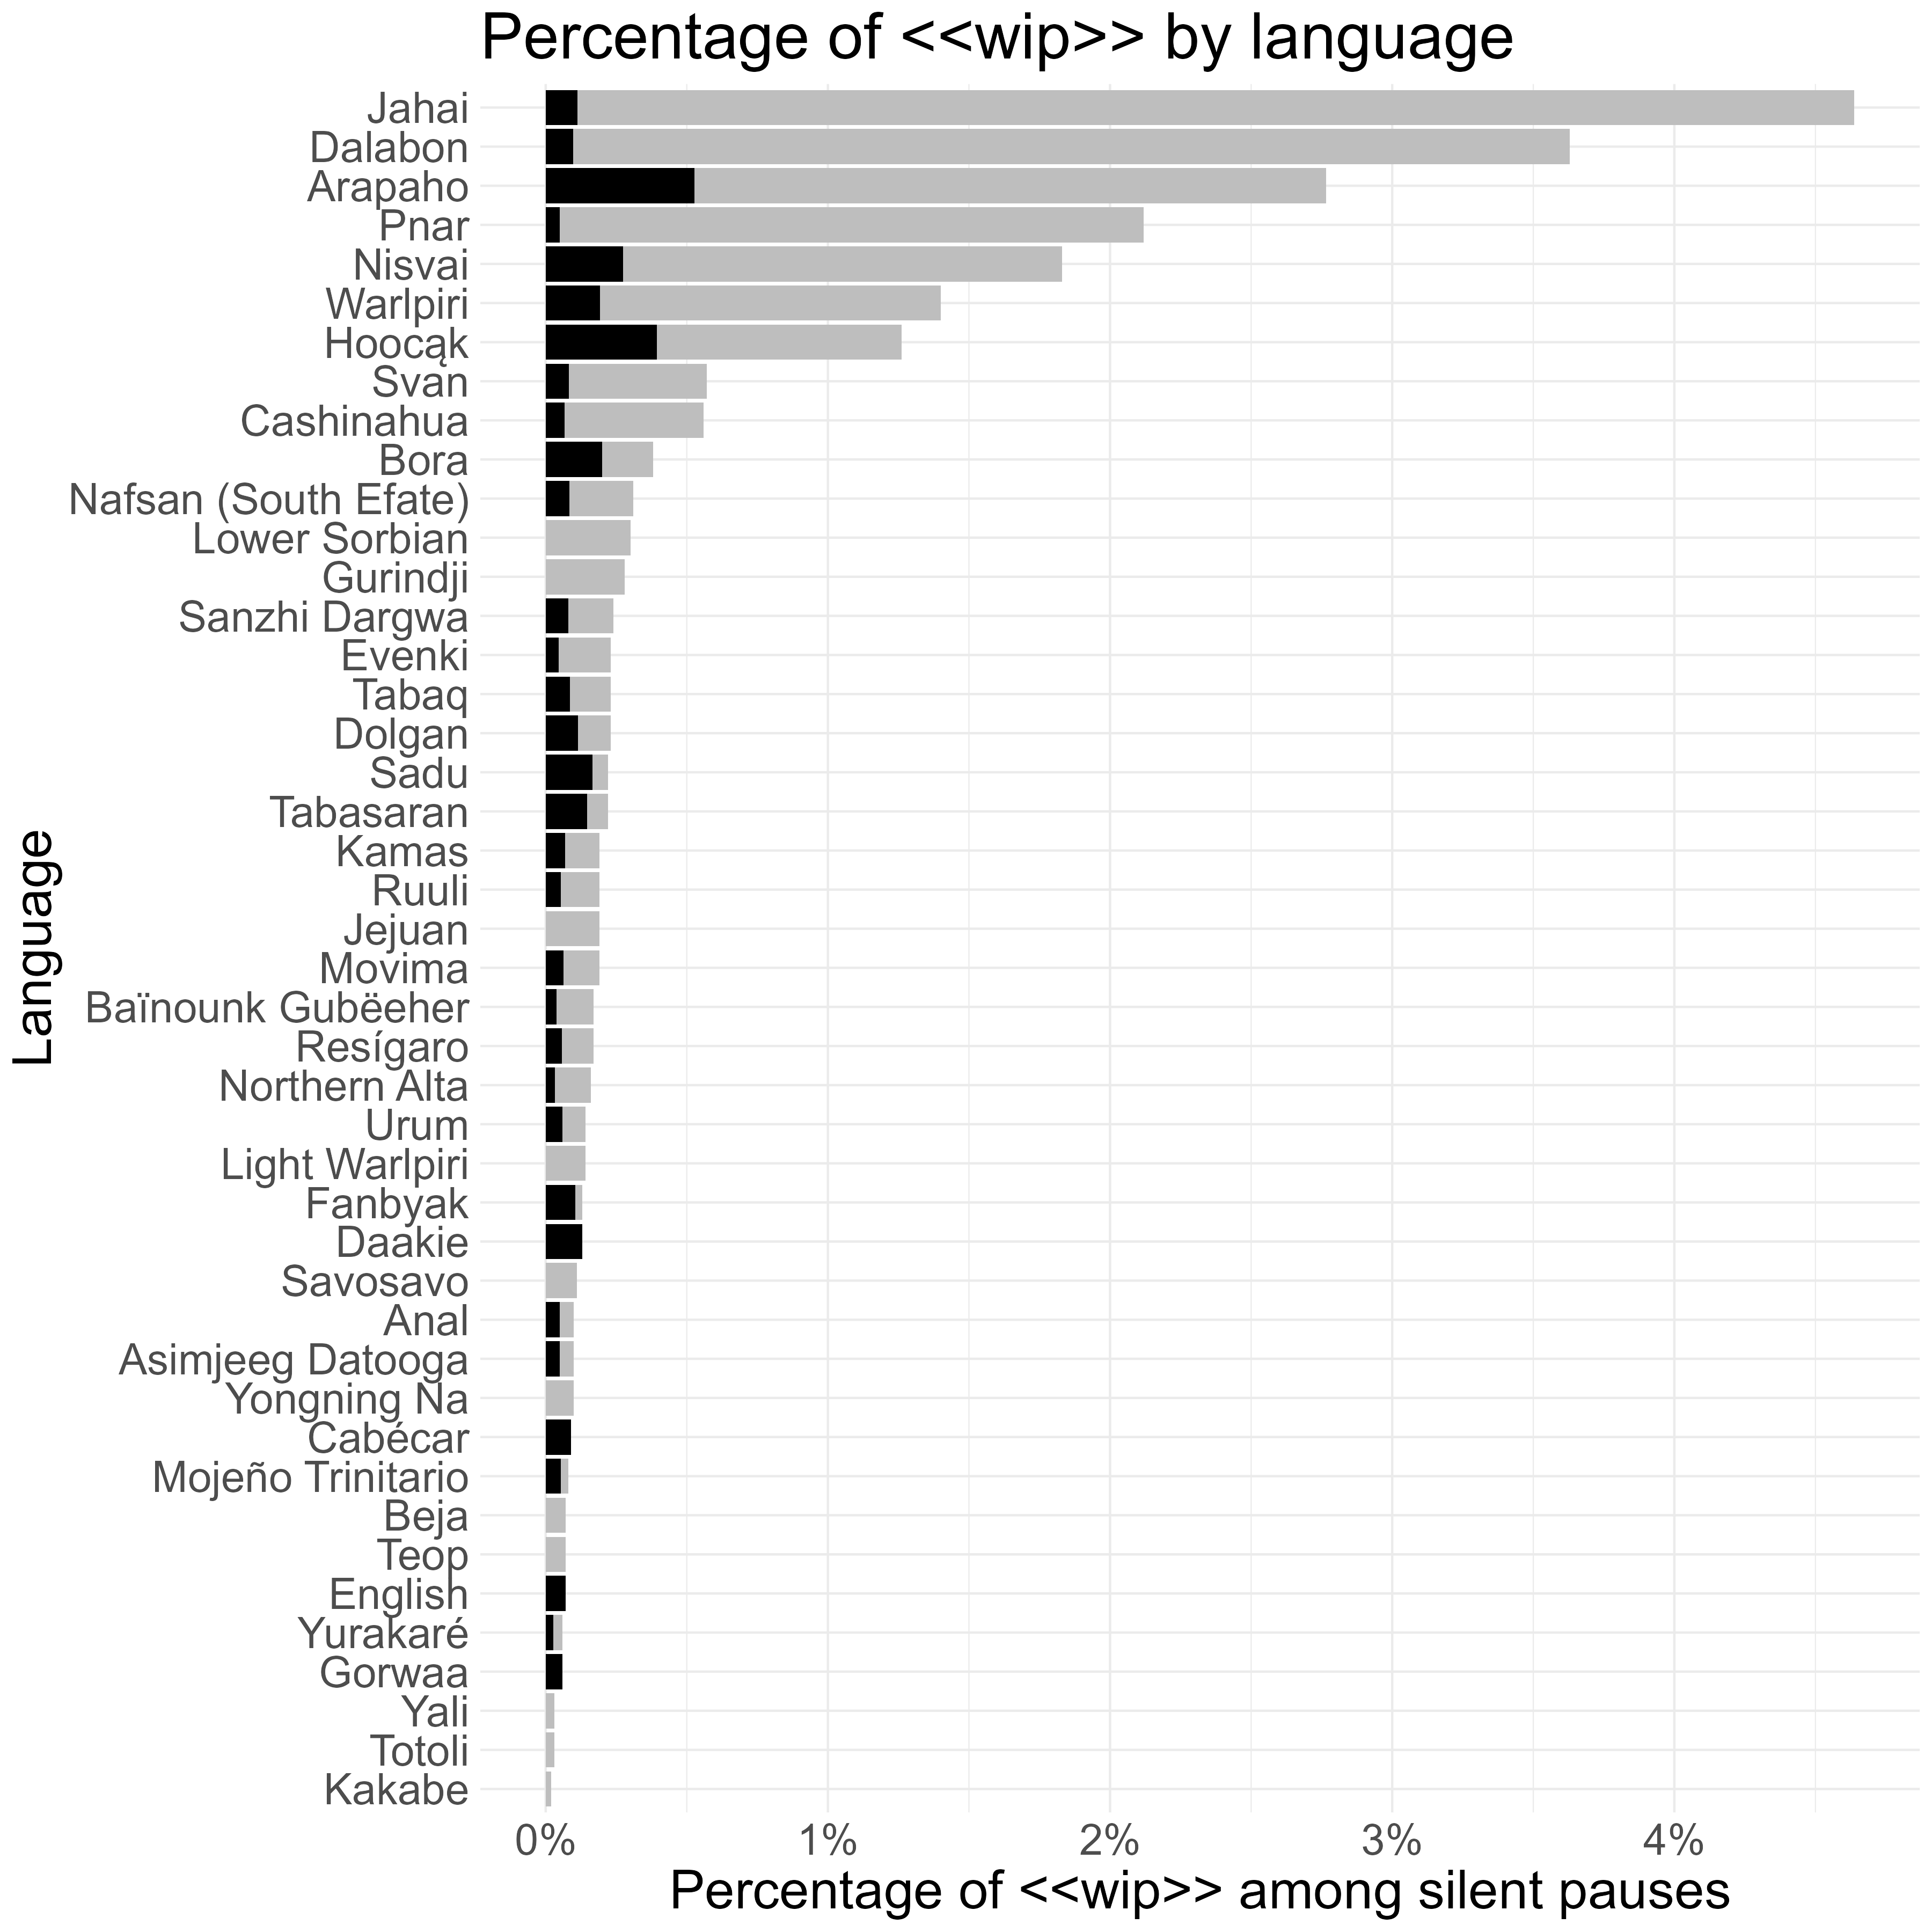 Percentage of <<wip>> by language
Language
Jahai
Dalabon
Arapaho
Pnar
Nisvai
Warlpiri
Hoocąk
Svan
Cashinahua
Bora
Nafsan (South Efate)
Lower Sorbian
Gurindji
Sanzhi Dargwa
Evenki
Tabaq
Dolgan
Sadu
Tabasaran
Kamas
Ruuli
Jejuan
Movima
Baïnounk Gubëeher
Resígaro
Northern Alta
Urum
Light Warlpiri
Fanbyak
Daakie
Savosavo
Anal
Asimjeeg Datooga
Yongning Na
Cabécar
Mojeño Trinitario
Beja
Teop
English
Yurakaré
Gorwaa
Yali
Totoli
Kakabe
0% 1% 2% 3% 4%
Percentage of <<wip>> among silent pauses